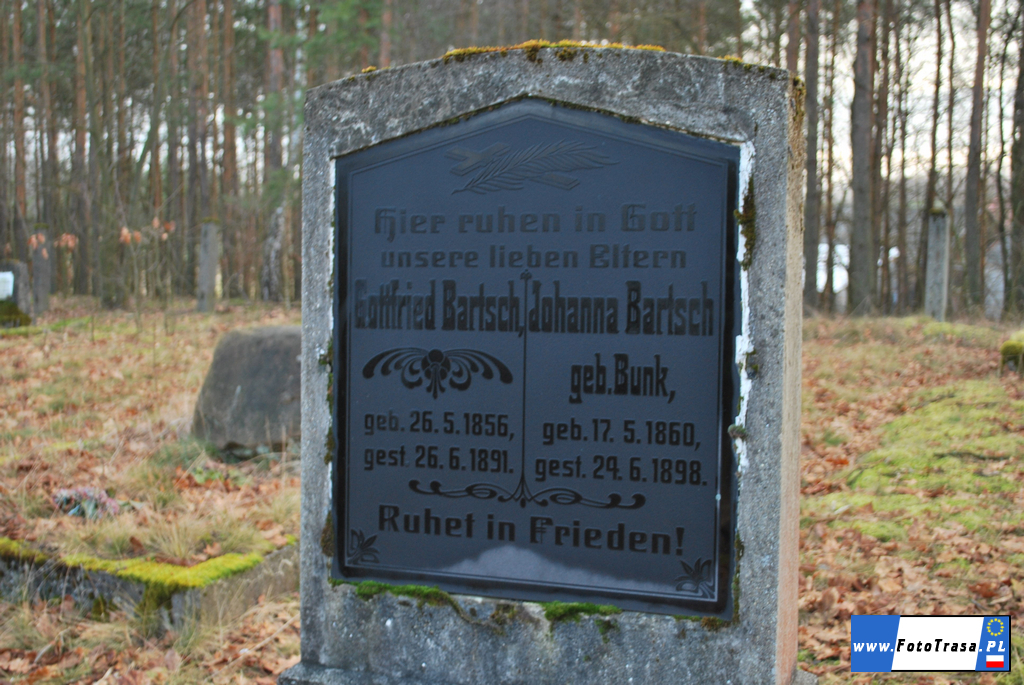 Hier ruhen in Gott
unsere lieben Eltern
Gottfried Bartsch,
geb. 26. 5. 1856,
gest. 26. 6. 1891.
Johanna Bartsch
geb. Bunk,
geb. 17. 5. 1860,
gest. 24. 6. 1898.
Ruhet in Frieden!
www.FotoTrasa.PL